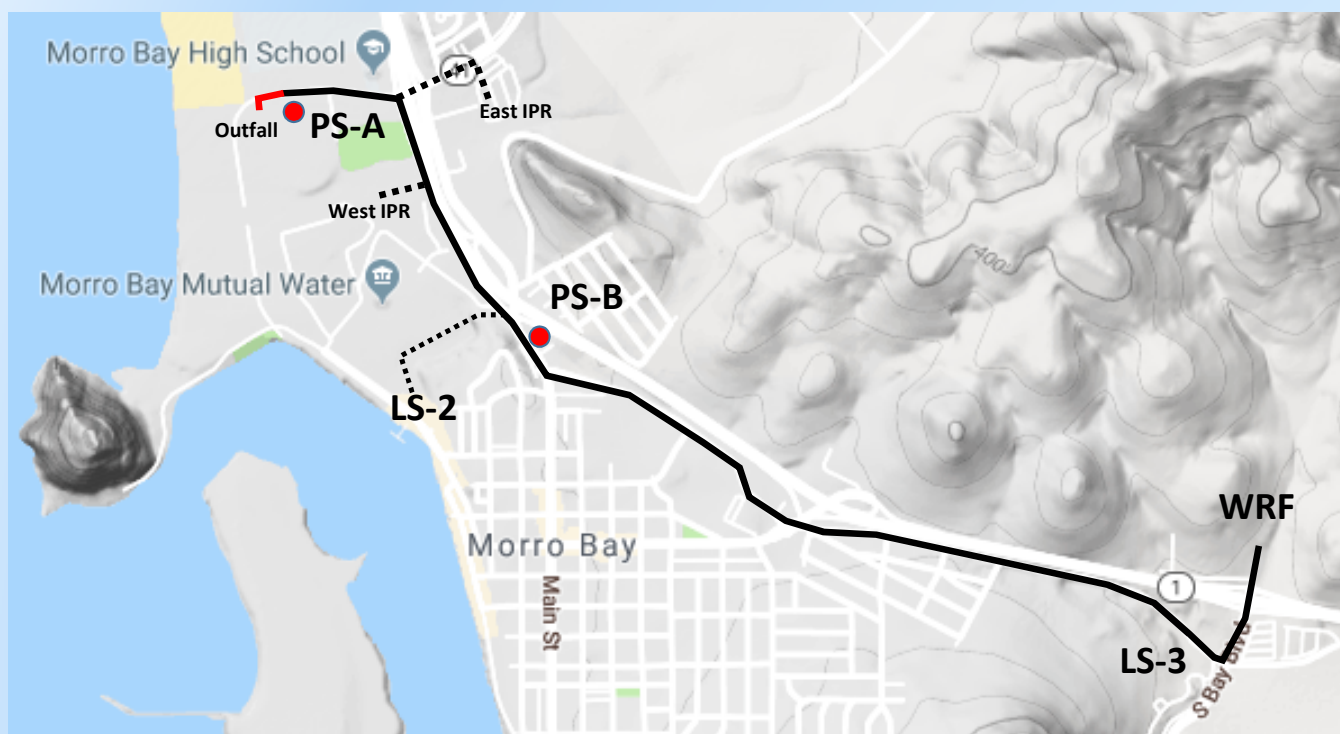 Morro Bay High School
41
East IPR
Outfall
PS-A
West IPR
Morro Bay Mutual Water
PS-B
-400-
LS-2
WRF
Morro Bay
Main St
1
LS-3
S Bay Blvd